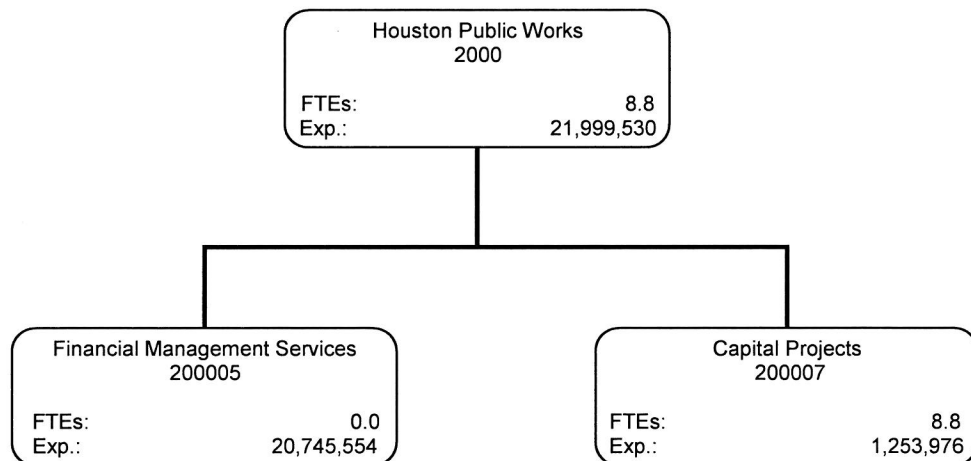 Houston Public Works
2000
FTEs: 8.8
Exp.: 21,999,530
Financial Management Services
200005
FTEs: 0.0
Exp.: 20,745,554
Capital Projects
200007
FTEs: 8.8
Exp.: 1,253,976